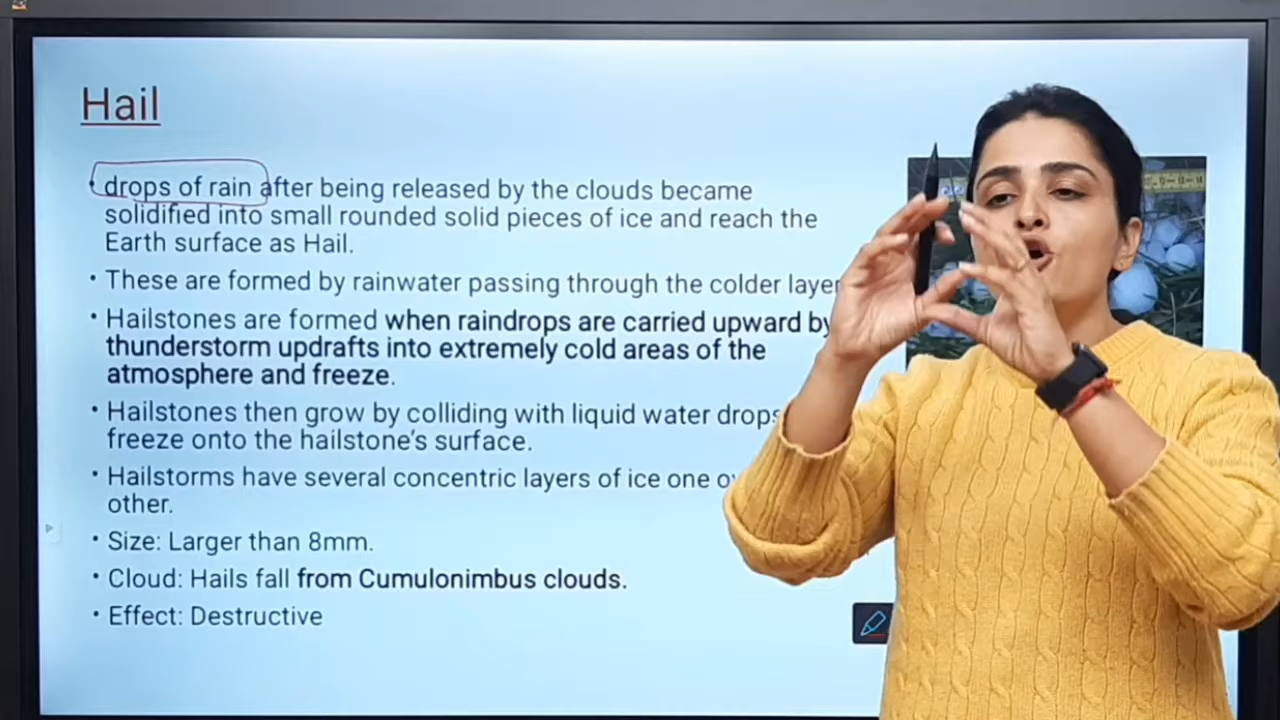 Hail
• drops of rain after being released by the clouds became
solidified into small rounded solid pieces of ice and reach the
Earth surface as Hail.
• These are formed by rainwater passing through the colder layer
• Hailstones are formed when raindrops are carried upward by
thunderstorm updrafts into extremely cold areas of the
atmosphere and freeze.
• Hailstones then grow by colliding with liquid water drops
freeze onto the hailstone's surface.
• Hailstorms have several concentric layers of ice one
other.
• Size: Larger than 8mm.
• Cloud: Hails fall from Cumulonimbus clouds.
• Effect: Destructive